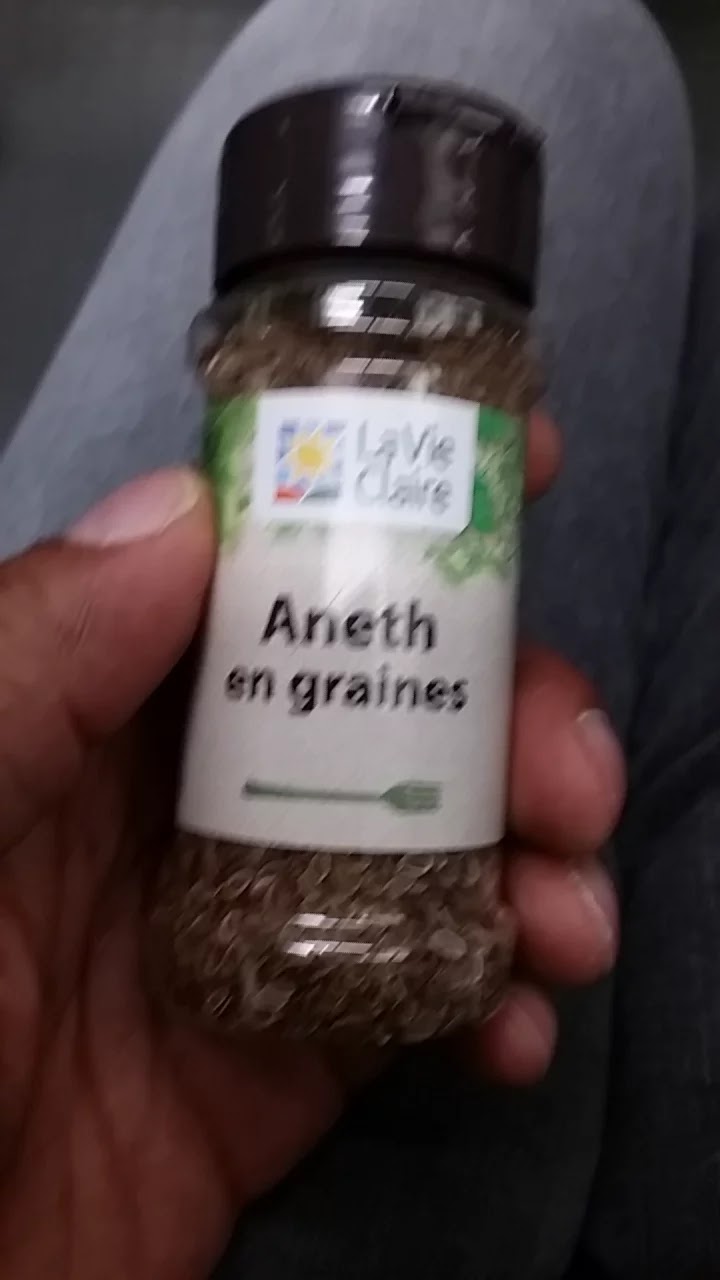 La Vie
Claire
Aneth
en graines